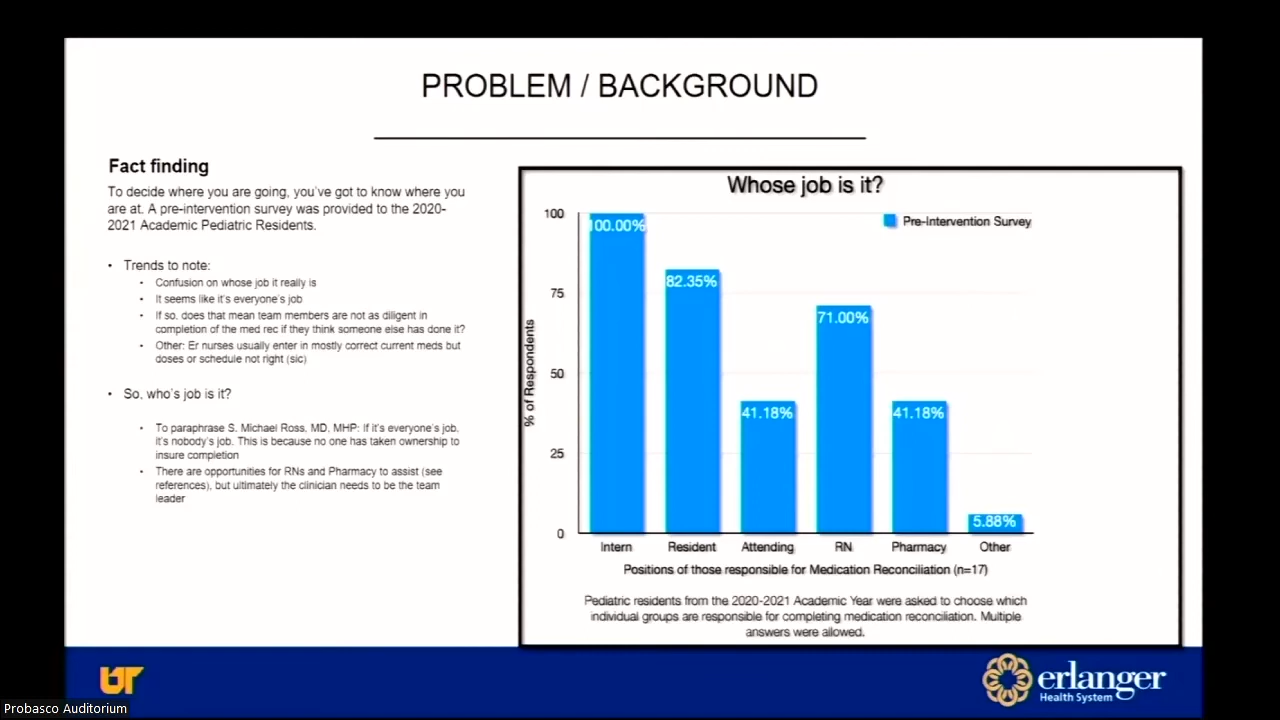 PROBLEM / BACKGROUND
Fact finding
To decide where you are going, you've got to know where you
are at. A pre-intervention survey was provided to the 2020-
2021 Academic Pediatric Residents.
• Trends to note:
• Confusion on whose job it really is
• It seems like it's everyone's job
• If so, does that mean team members are not as diligent in
completion of the med rec if they think someone else has done it?
• Other: Er nurses usually enter in mostly correct current meds but
doses or schedule not right (sic)
• So, who's job is it?
• To paraphrase S. Michael Ross, MD, MHP: If it's everyone's job,
it's nobody's job. This is because no one has taken ownership to
insure completion
• There are opportunities for RNs and Pharmacy to assist (see
references), but ultimately the clinician needs to be the team
leader
Whose job is it?
Pre-Intervention Survey
% of Respondents
100
75
50
25
0
100.00%
82.35%
41.18%
71.00%
41.18%
5.88%
Intern Resident Attending RN Pharmacy Other
Positions of those responsible for Medication Reconciliation (n=17)
Pediatric residents from the 2020-2021 Academic Year were asked to choose which
individual groups are responsible for completing medication reconciliation. Multiple
answers were allowed.
UT
erlanger
Health System
Probasco Auditorium